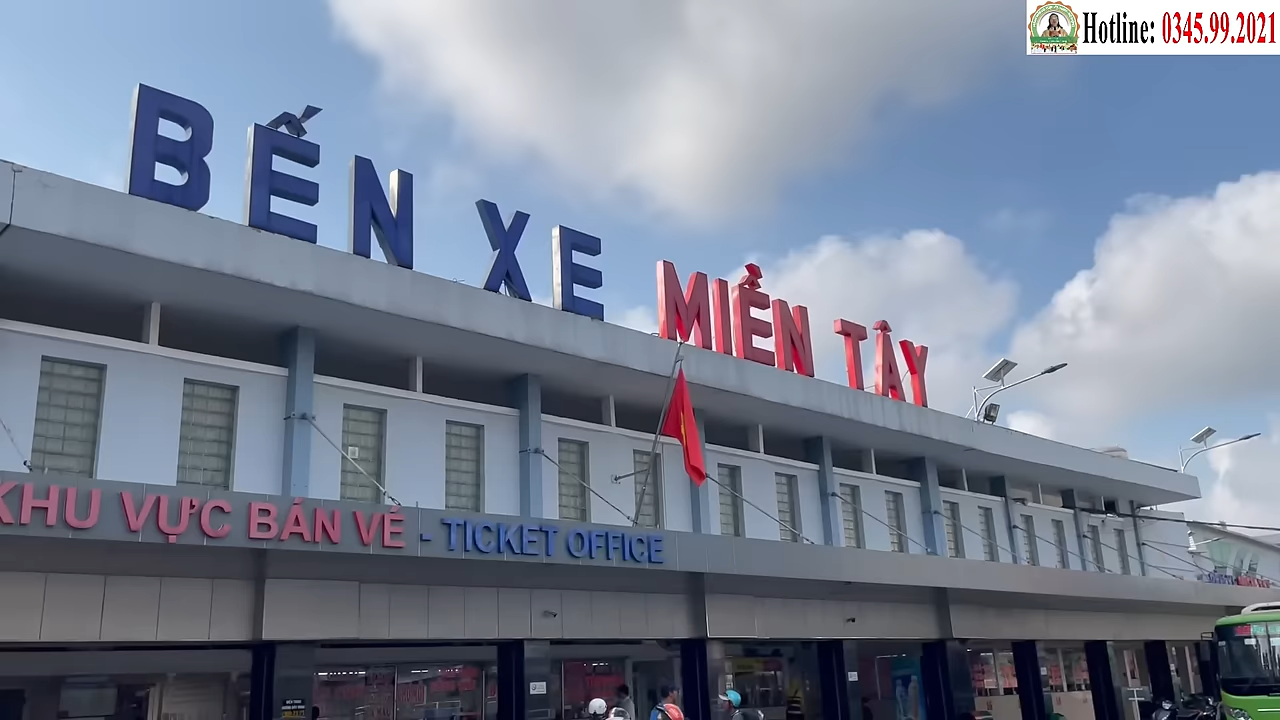 Hotline: 0345.99.2021
BẾN XE MIỀN TÂY
KHU VỰC BÁN VÉ - TICKET OFFICE